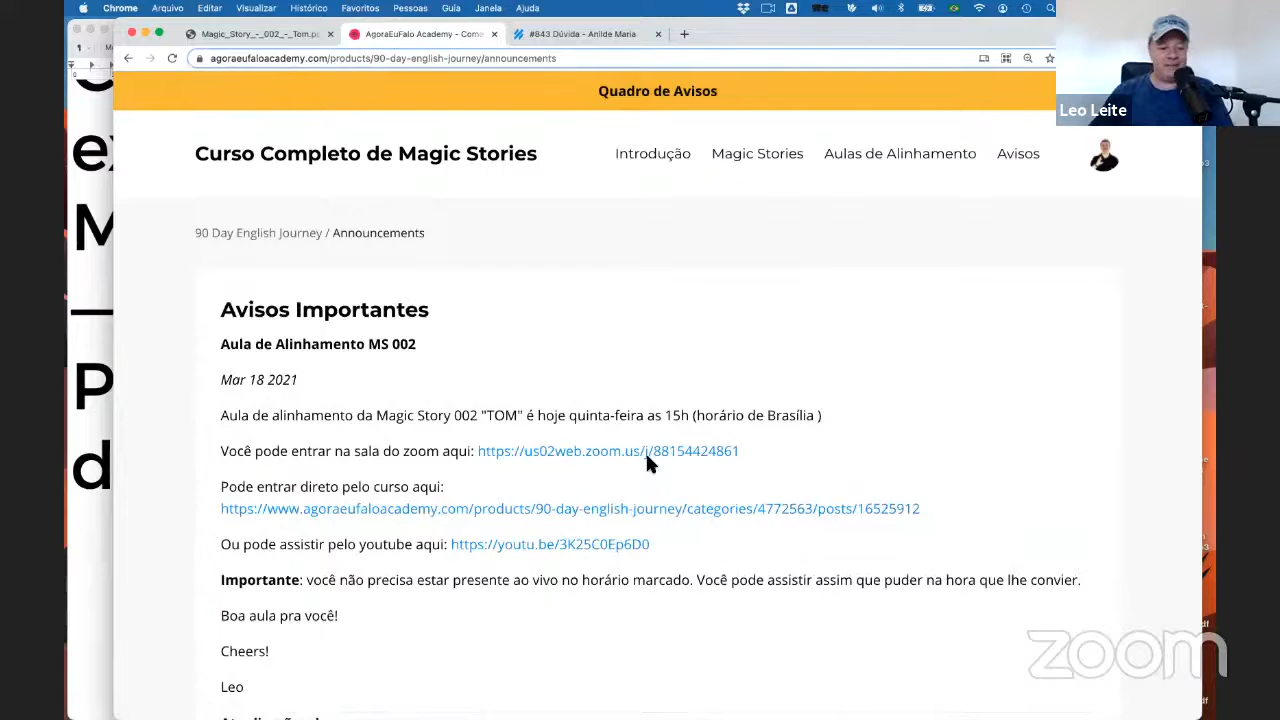 Chrome Arquivo Editar Visualizar Histórico Favoritos Pessoas Guia Janela Ajuda
Magic_Story_-_002_-_Tom.p
AgoraEuFalo Academy - Come
#843 Dúvida - Anilde Maria
agoraeufaloacademy.com/products/90-day-english-journey/announcements
Leo Leite
Quadro de Avisos
Curso Completo de Magic Stories
Introdução Magic Stories Aulas de Alinhamento Avisos
90 Day English Journey / Announcements
Avisos Importantes
Aula de Alinhamento MS 002
Mar 18 2021
Aula de alinhamento da Magic Story 002 "TOM" é hoje quinta-feira as 15h (horário de Brasília )
Você pode entrar na sala do zoom aqui: https://us02web.zoom.us/j/88154424861
Pode entrar direto pelo curso aqui:
https://www.agoraeufaloacademy.com/products/90-day-english-journey/categories/4772563/posts/16525912
Ou pode assistir pelo youtube aqui: https://youtu.be/3K25C0Ep6D0
Importante: você não precisa estar presente ao vivo no horário marcado. Você pode assistir assim que puder na hora que lhe convier.
Boa aula pra você!
Cheers!
Leo
zoom